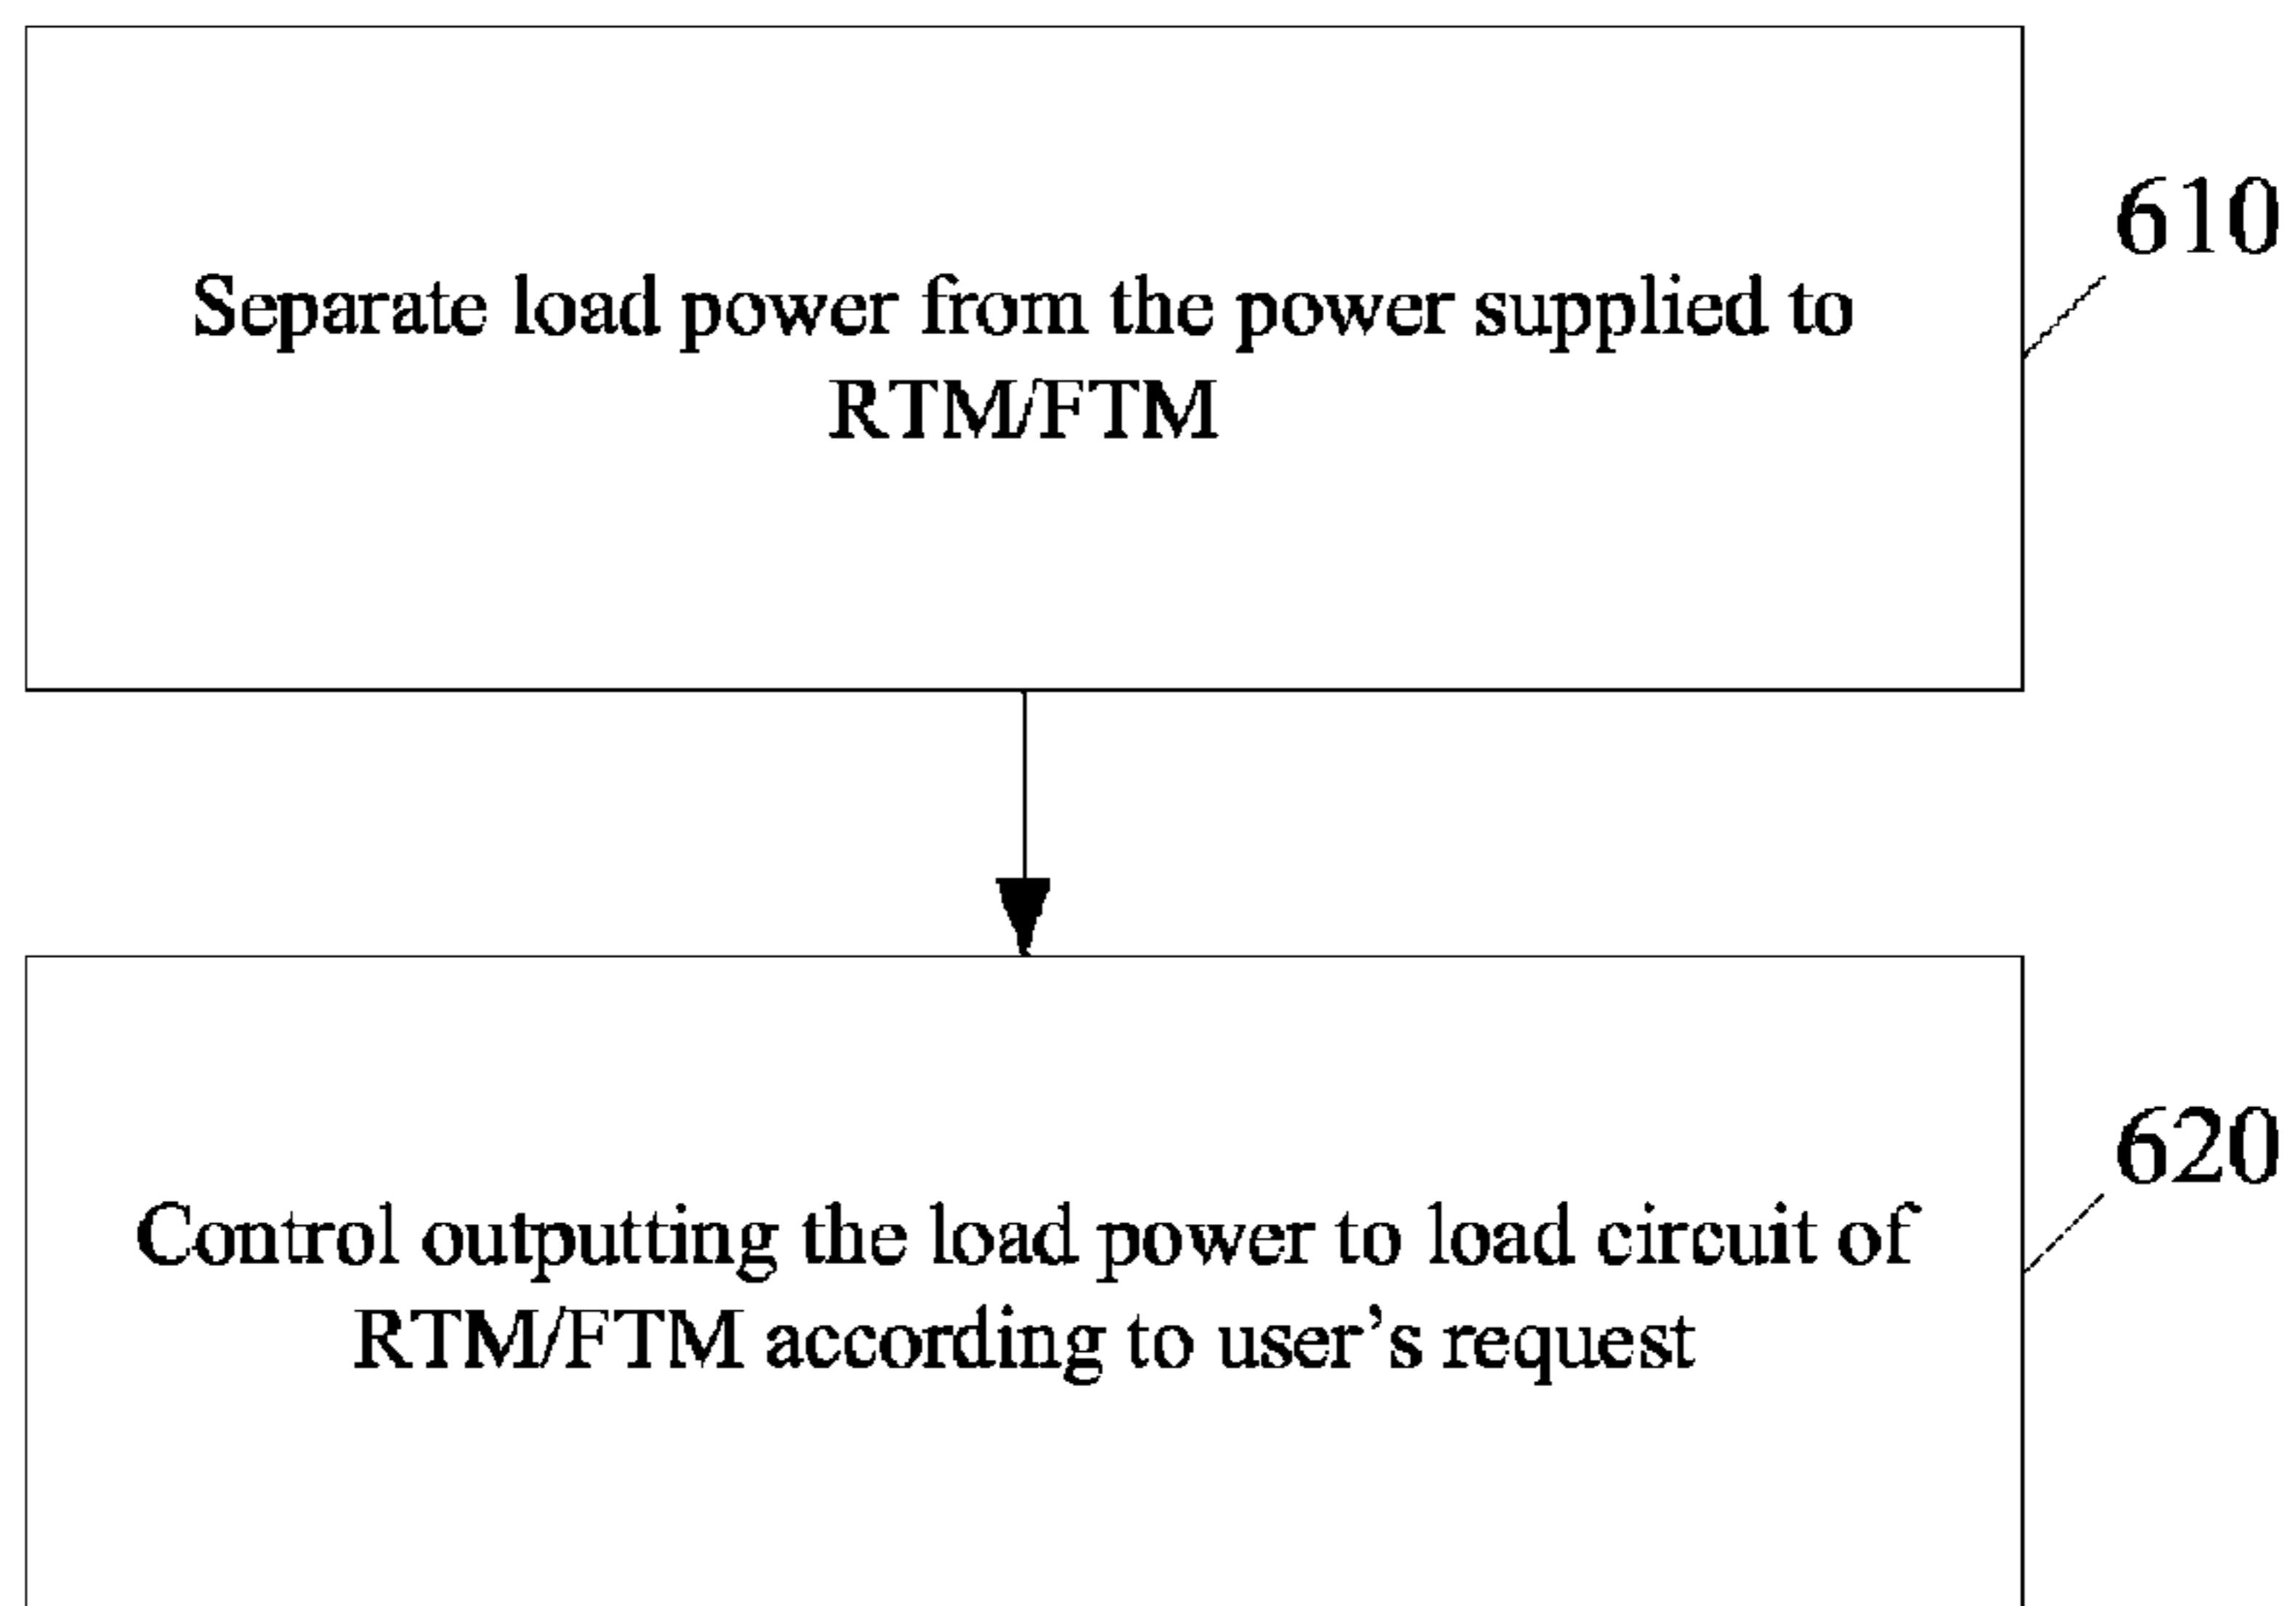 Separate load power from the power supplied to
RTM/FTM
610
Control outputting the load power to load circuit of
RTM/FTM according to user’s request
620